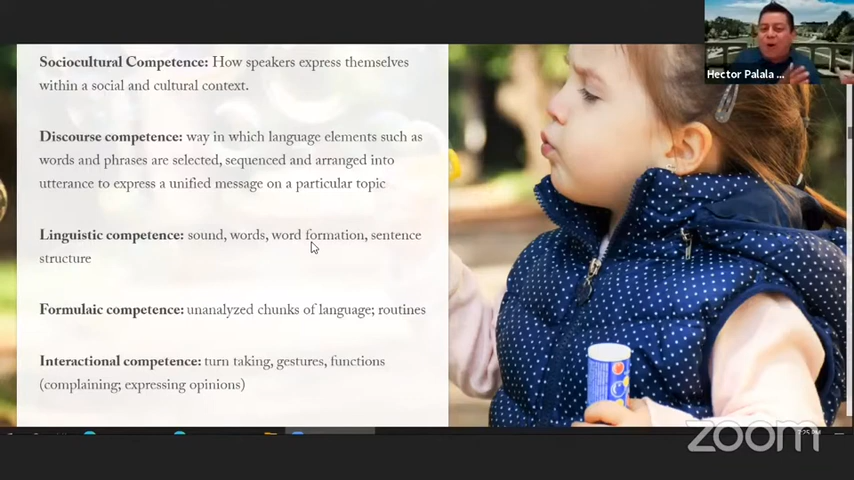 Hector Palala ...
Sociocultural Competence: How speakers express themselves
within a social and cultural context.
Discourse competence: way in which language elements such as
words and phrases are selected, sequenced and arranged into
utterance to express a unified message on a particular topic
Linguistic competence: sound, words, word formation, sentence
structure
Formulaic competence: unanalyzed chunks of language; routines
Interactional competence: turn taking, gestures, functions
(complaining; expressing opinions)
zoom